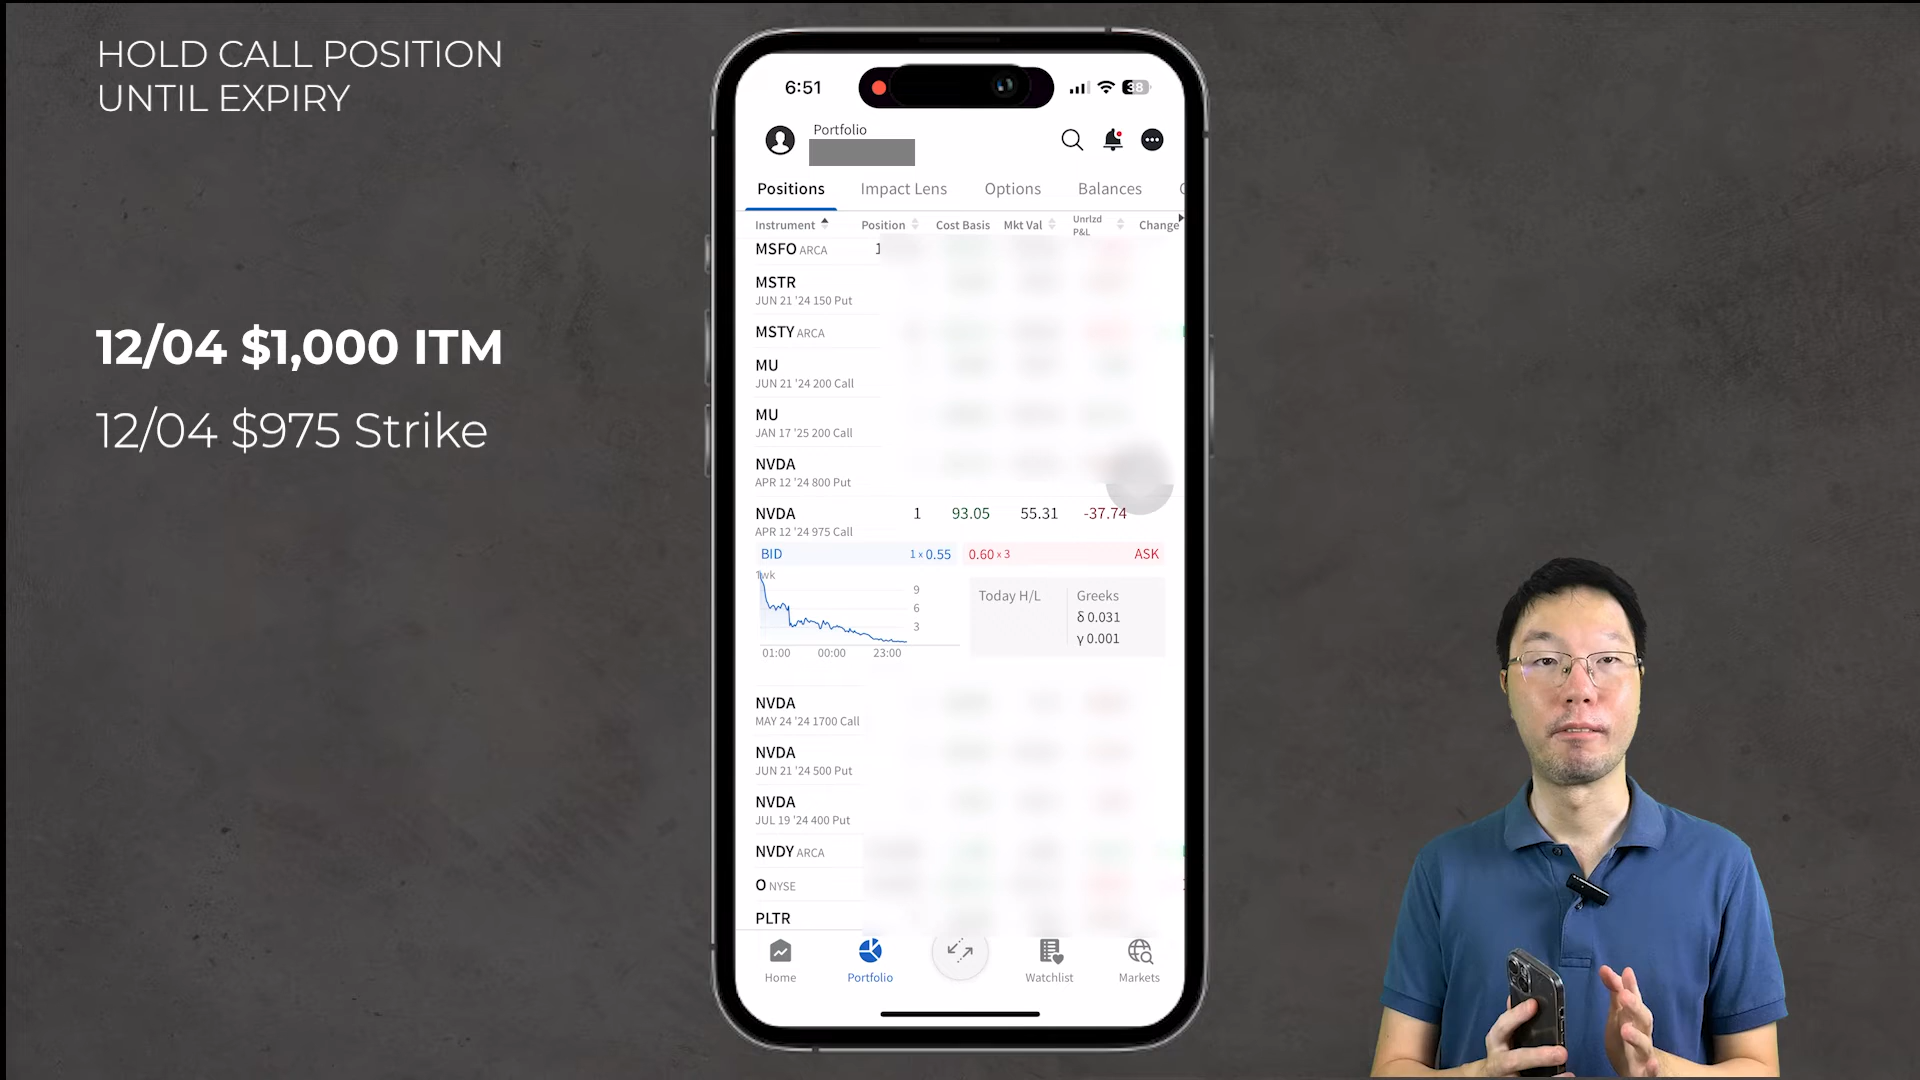 HOLD CALL POSITION
UNTIL EXPIRY
12/04 $1,000 ITM
12/04 $975 Strike
6:51
38
Portfolio
Positions Impact Lens Options Balances
Instrument Position Cost Basis Mkt Val Unrlzd P&L Change
MSFO ARCA 1
MSTR
JUN 21 '24 150 Put
MSTY ARCA
MU
JUN 21 '24 200 Call
MU
JAN 17 '25 200 Call
NVDA
APR 12 '24 800 Put
NVDA 1 93.05 55.31 -37.74
APR 12 '24 975 Call
BID 1 x 0.55 0.60 x 3 ASK
1wk
9
6
3
01:00 00:00 23:00
Today H/L Greeks
δ 0.031
γ 0.001
NVDA
MAY 24 '24 1700 Call
NVDA
JUN 21 '24 500 Put
NVDA
JUL 19 '24 400 Put
NVDY ARCA
O NYSE
PLTR
Home Portfolio Watchlist Markets